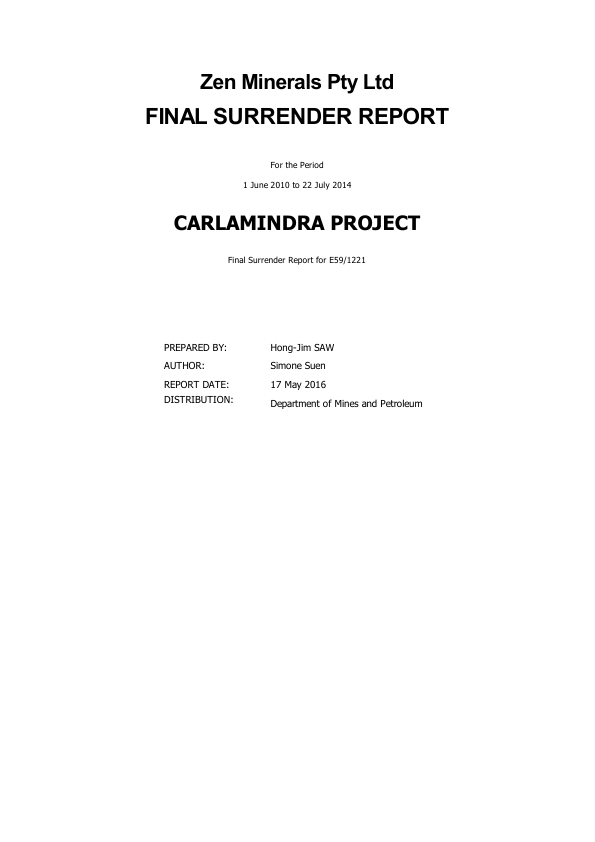 Zen Minerals Pty Ltd
FINAL SURRENDER REPORT
For the Period
1 June 2010 to 22 July 2014
CARLAMINDRA PROJECT
Final Surrender Report for E59/1221
PREPARED BY: Hong-Jim SAW
AUTHOR: Simone Suen
REPORT DATE: 17 May 2016
DISTRIBUTION: Department of Mines and Petroleum